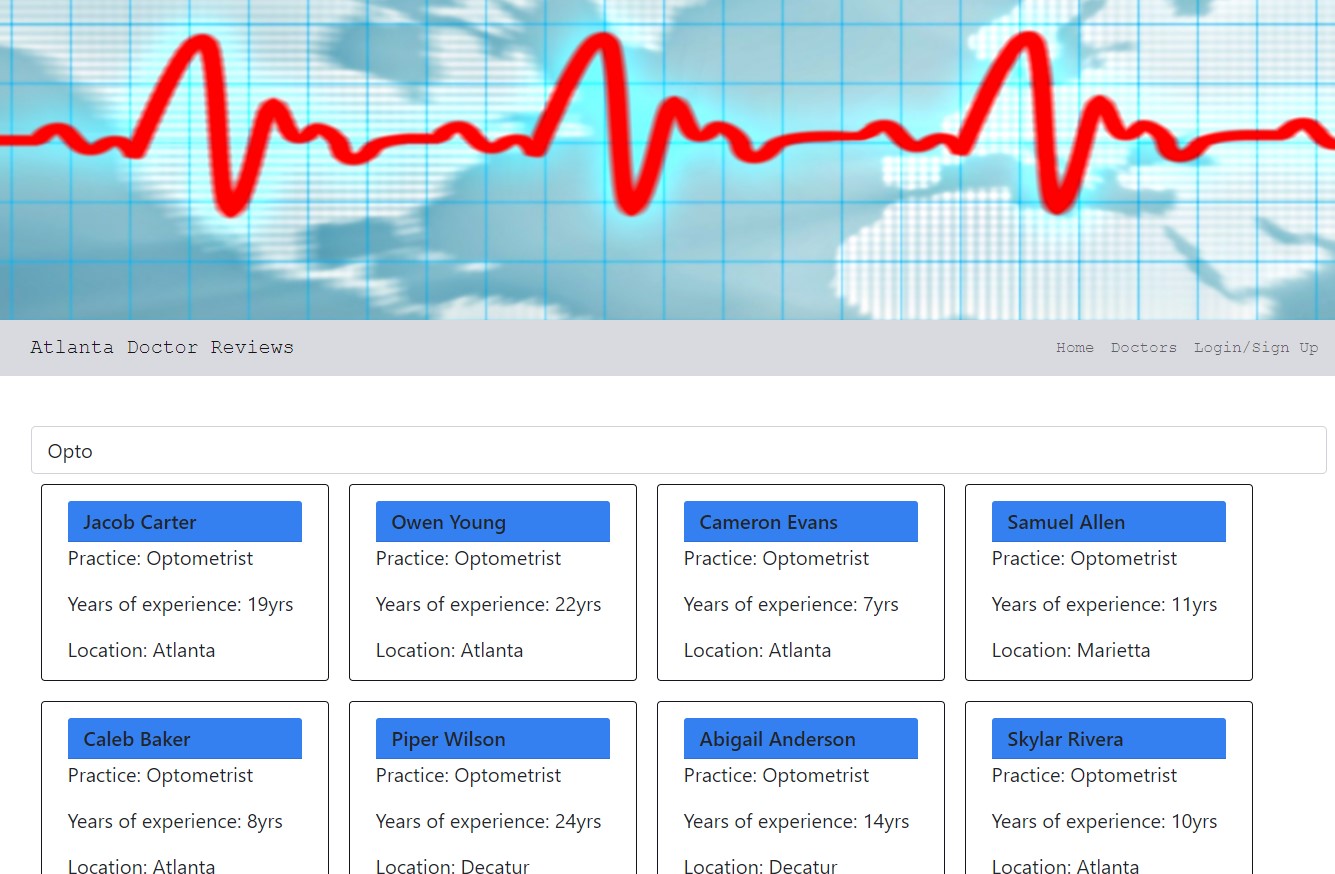 Atlanta Doctor Reviews
Home Doctors Login/Sign Up
Opto
Jacob Carter
Practice: Optometrist
Years of experience: 19yrs
Location: Atlanta
Owen Young
Practice: Optometrist
Years of experience: 22yrs
Location: Atlanta
Cameron Evans
Practice: Optometrist
Years of experience: 7yrs
Location: Atlanta
Samuel Allen
Practice: Optometrist
Years of experience: 11yrs
Location: Marietta
Caleb Baker
Practice: Optometrist
Years of experience: 8yrs
Location: Atlanta
Piper Wilson
Practice: Optometrist
Years of experience: 24yrs
Location: Decatur
Abigail Anderson
Practice: Optometrist
Years of experience: 14yrs
Location: Decatur
Skylar Rivera
Practice: Optometrist
Years of experience: 10yrs
Location: Atlanta